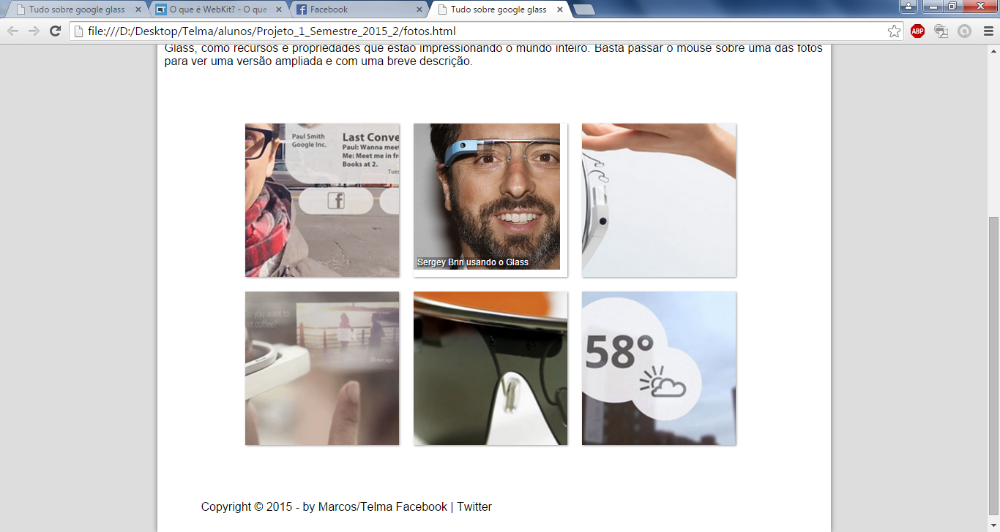 Tudo sobre google glass
O que é WebKit? - O que
Facebook
Tudo sobre google glass
file:///D:/Desktop/Telma/alunos/Projeto_1_Semestre_2015_2/fotos.html
ABP
Glass, como recursos e propriedades que estão impressionando o mundo inteiro. Basta passar o mouse sobre uma das fotos
para ver uma versão ampliada e com uma breve descrição.
Paul Smith
Google Inc.
Last Conve
Paul: Wanna meet
Me: Meet me in fr
Books at 2.
Tues
f
Sergey Brin usando o Glass
Do you want to
get coffee?
30 min ago
58°
Copyright © 2015 - by Marcos/Telma Facebook | Twitter